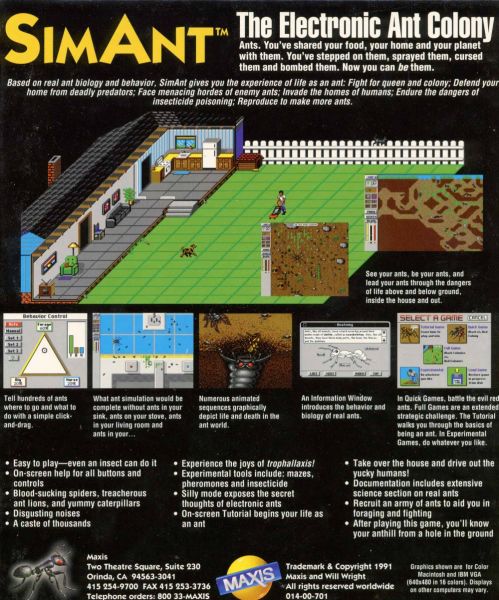 SIMANT™
The Electronic Ant Colony
Ants. You've shared your food, your home and your planet
with them. You've stepped on them, sprayed them, cursed
them and bombed them. Now you can be them.
Based on real ant biology and behavior, SimAnt gives you the experience of life as an ant: Fight for queen and colony; Defend your
home from deadly predators; Face menacing hordes of enemy ants; Invade the homes of humans; Endure the dangers of
insecticide poisoning; Reproduce to make more ants.
See your ants, be your ants, and
lead your ants through the dangers
of life above and below ground,
inside the house and out.
Behavior Control
SELECT A GAME
CANCEL
Tutorial Game
Quick Game
Full Game
Tell hundreds of ants
where to go and what to
do with a simple click-
and-drag.
What ant simulation would
be complete without ants in your
sink, ants on your stove, ants
in your living room and
ants in your…
Numerous animated
sequences graphically
depict life and death in the
ant world.
An Information Window
introduces the behavior and
biology of real ants.
In Quick Games, battle the evil red
ants. Full Games are an extended
strategic challenge. The Tutorial
walks you through the basics of
being an ant. In Experimental
Games, do whatever you like.
• Easy to play—even an insect can do it
• On-screen help for all buttons and
controls
• Blood-sucking spiders, treacherous
ant lions, and yummy caterpillars
• Disgusting noises
• A caste of thousands
• Experience the joys of trophallaxis!
• Experimental tools include: mazes,
pheromones and insecticide
• Silly mode exposes the secret
thoughts of electronic ants
• On-screen Tutorial begins your life as
an ant
• Take over the house and drive out the
yucky humans!
• Documentation includes extensive
science section on real ants
• Recruit an army of ants to aid you in
foraging and fighting
• After playing this game, you'll know
your anthill from a hole in the ground
Maxis
Two Theatre Square, Suite 230
Orinda, CA 94563-3041
415 254-9700 FAX 415 253-3736
Telephone orders: 800 33-MAXIS
MAXIS
Trademark & Copyright 1991
Maxis and Will Wright
All rights reserved worldwide
014-00-701
Graphics shown are for Color
Macintosh and IBM VGA
(640x480 in 16 colors). Displays
on other computers may vary.